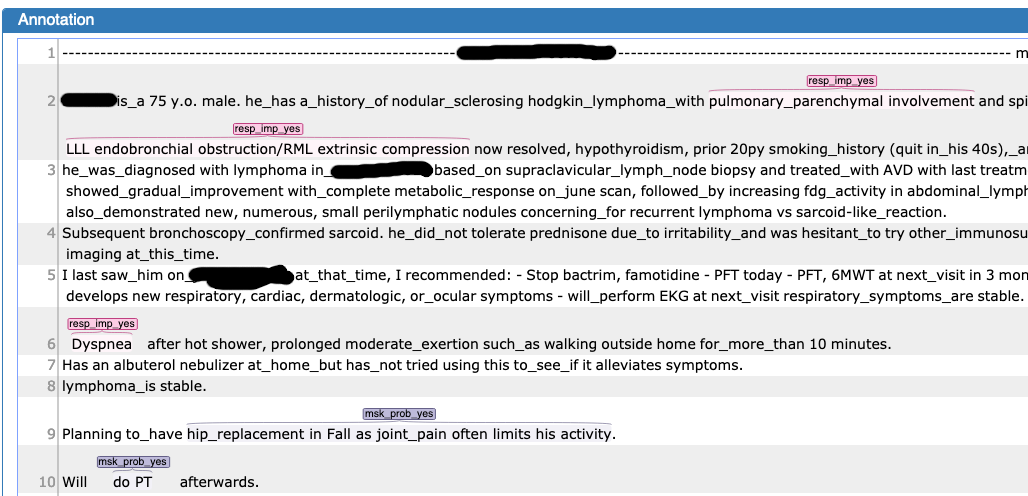 Annotation
1 ---------------------------------------- ---------------------------------------- m
resp_imp_yes
2 is_a 75 y.o. male. he_has a_history_of nodular_sclerosing hodgkin_lymphoma_with pulmonary_parenchymal involvement and spi
resp_imp_yes
LLL endobronchial obstruction/RML extrinsic compression now resolved, hypothyroidism, prior 20py smoking_history (quit in_his 40s),_a
3 he_was_diagnosed with lymphoma in_ based_on supraclavicular_lymph_node biopsy and treated_with AVD with last treatm
showed_gradual_improvement with_complete metabolic_response on_june scan, followed_by increasing fdg_activity in abdominal_lymph
also_demonstrated new, numerous, small perilymphatic nodules concerning_for recurrent lymphoma vs sarcoid-like_reaction.
4 Subsequent bronchoscopy_confirmed sarcoid. he_did_not tolerate prednisone due_to irritability_and was hesitant_to try other_immunosu
imaging at_this_time.
5 I last saw_him on_ at_that_time, I recommended: - Stop bactrim, famotidine - PFT today - PFT, 6MWT at next_visit in 3 mon
develops new respiratory, cardiac, dermatologic, or_ocular symptoms - will_perform EKG at next_visit respiratory_symptoms_are stable.
resp_imp_yes
6 Dyspnea after hot shower, prolonged moderate_exertion such_as walking outside home for_more_than 10 minutes.
7 Has an albuterol nebulizer at_home_but has_not tried using this to_see_if it alleviates symptoms.
8 lymphoma_is stable.
msk_prob_yes
9 Planning to_have hip_replacement in Fall as joint_pain often limits his activity.
msk_prob_yes
10 Will do PT afterwards.